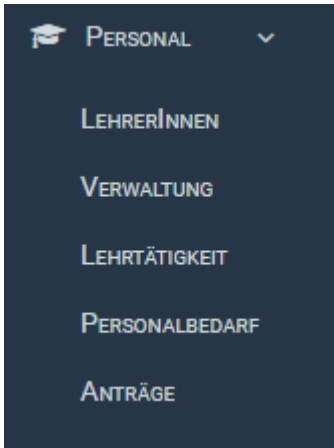 Personal
LehrerInnen
Verwaltung
Lehrtätigkeit
Personalbedarf
Anträge